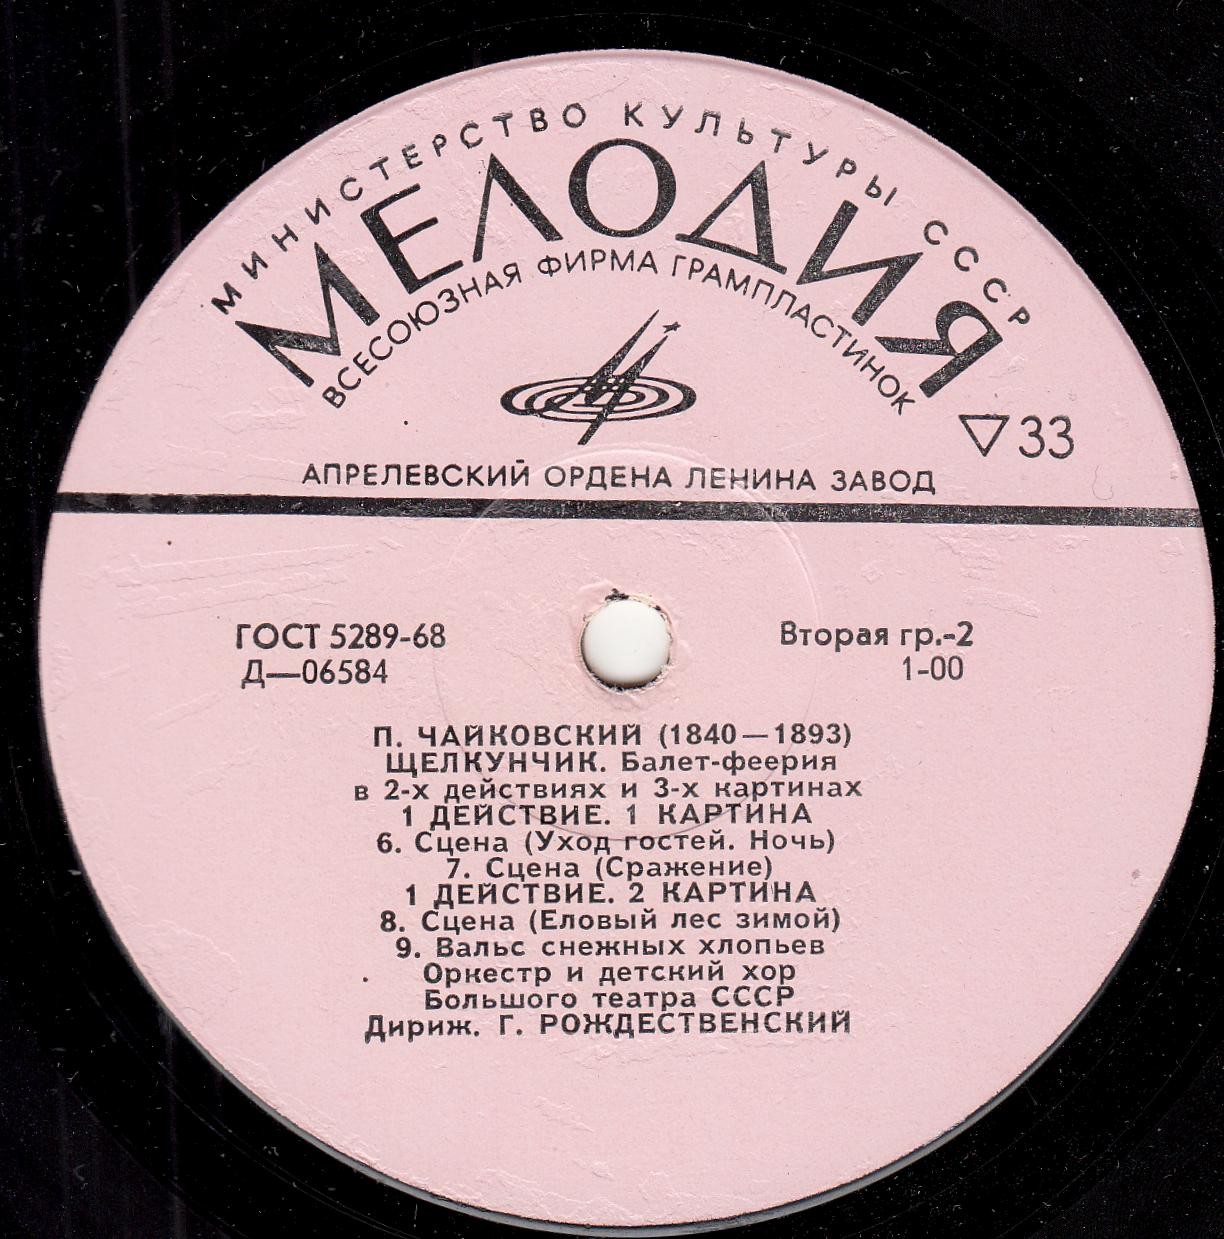 МИНИСТЕРСТВО КУЛЬТУРЫ СССР
МЕЛОДИЯ
ВСЕСОЮЗНАЯ ФИРМА ГРАМПЛАСТИНОК
▽33
АПРЕЛЕВСКИЙ ОРДЕНА ЛЕНИНА ЗАВОД
ГОСТ 5289-68
Д—06584
Вторая гр.-2
1-00
П. ЧАЙКОВСКИЙ (1840—1893)
ЩЕЛКУНЧИК. Балет-феерия
в 2-х действиях и 3-х картинах
1 ДЕЙСТВИЕ. 1 КАРТИНА
6. Сцена (Уход гостей. Ночь)
7. Сцена (Сражение)
1 ДЕЙСТВИЕ. 2 КАРТИНА
8. Сцена (Еловый лес зимой)
9. Вальс снежных хлопьев
Оркестр и детский хор
Большого театра СССР
Дириж. Г. РОЖДЕСТВЕНСКИЙ